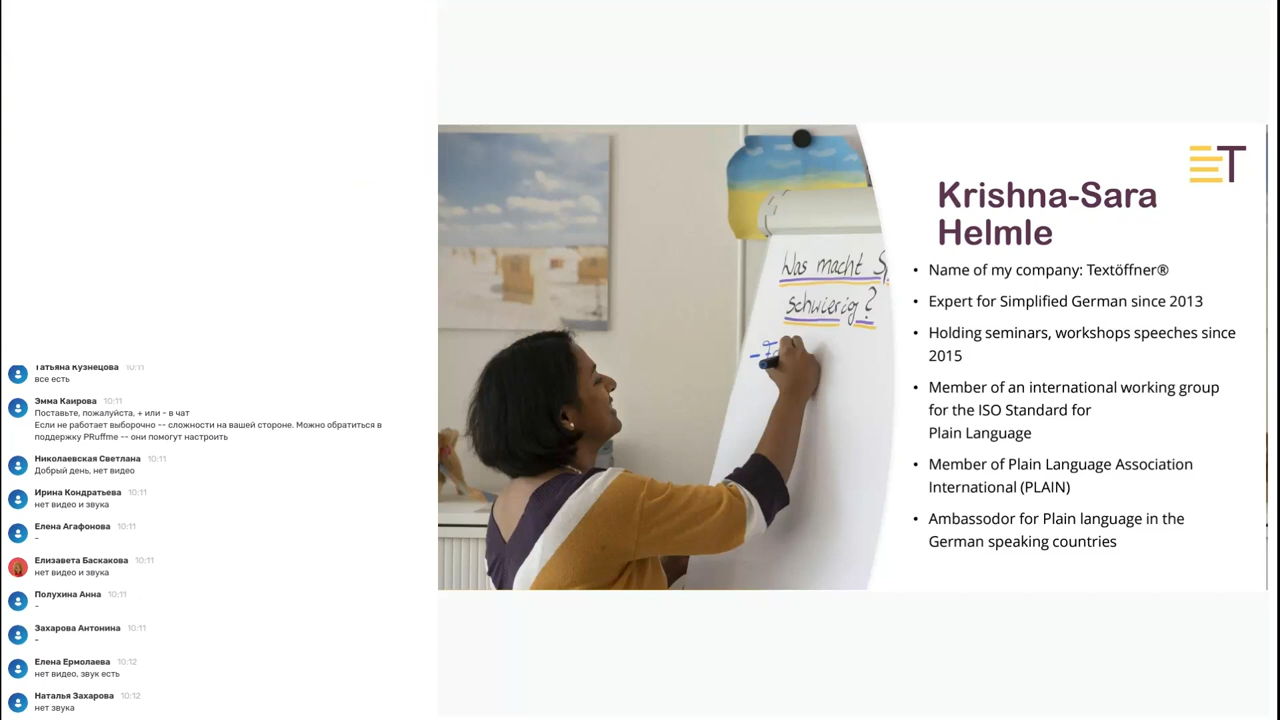 Татьяна Кузнецова 10:11
все есть
Эмма Каирова 10:11
Поставьте, пожалуйста, + или - в чат
Если не работает выборочно -- сложности на вашей стороне. Можно обратиться в
поддержку PRuffme -- они помогут настроить
Николаевская Светлана 10:11
Добрый день, нет видео
Ирина Кондратьева 10:11
нет видео и звука
Елена Агафонова 10:11
-
Елизавета Баскакова 10:11
нет видео и звука
Полухина Анна 10:11
-
Захарова Антонина 10:11
-
Елена Ермолаева 10:12
нет видео, звук есть
Наталья Захарова 10:12
нет звука
Was macht Sp
schwierig?
T
Krishna-Sara
Helmle
• Name of my company: Textöffner®
• Expert for Simplified German since 2013
• Holding seminars, workshops speeches since
2015
• Member of an international working group
for the ISO Standard for
Plain Language
• Member of Plain Language Association
International (PLAIN)
• Ambassodor for Plain language in the
German speaking countries